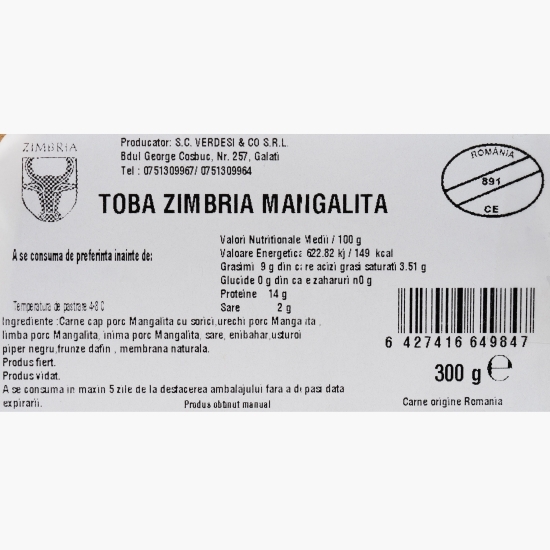 ZIMBRIA
Producator: S.C. VERDESI & CO S.R.L.
Bdul George Cosbuc, Nr. 257, Galati
Tel : 0751309967/ 0751309964
ROMÂNIA
891
CE
TOBA ZIMBRIA MANGALITA
A se consuma de preferinta inainte de:
Valori Nutritionale Medii / 100 g
Valoare Energetica 622.82 kj / 149 kcal
Grasimi 9 g din care acizi grasi saturati 3.51 g
Glucide 0 g din care zaharuri n0 g
Proteine 14 g
Sare 2 g
Temperatura de pastrare 4-8 C
Ingrediente :Carne cap porc Mangalita cu sorici,urechi porc Mangalita ,
limba porc Mangalita, inima porc Mangalita, sare, enibahar,usturoi
piper negru,frunze dafin , membrana naturala.
Produs fiert.
Produs vidat.
A se consuma in maxin 5 zile de la desfacerea ambalajului fara a depasi data
expirarii.
Produs obtinut manual
6 427416 649847
300 g e
Carne origine Romania